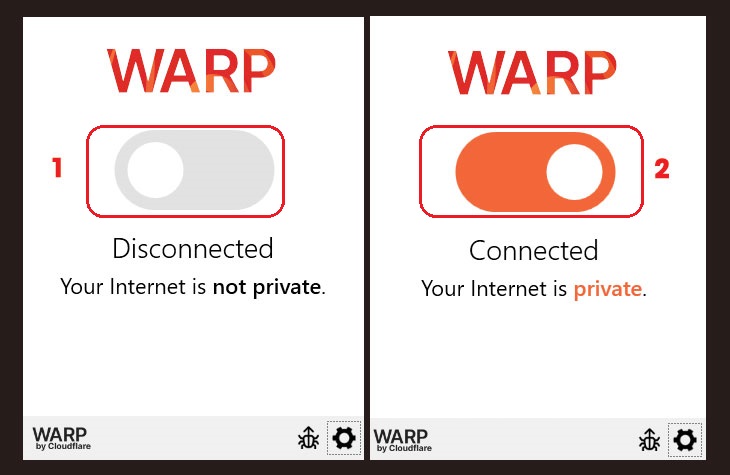 WARP
1
Disconnected
Your Internet is not private.
WARP
by Cloudflare
WARP
2
Connected
Your Internet is private.
WARP
by Cloudflare